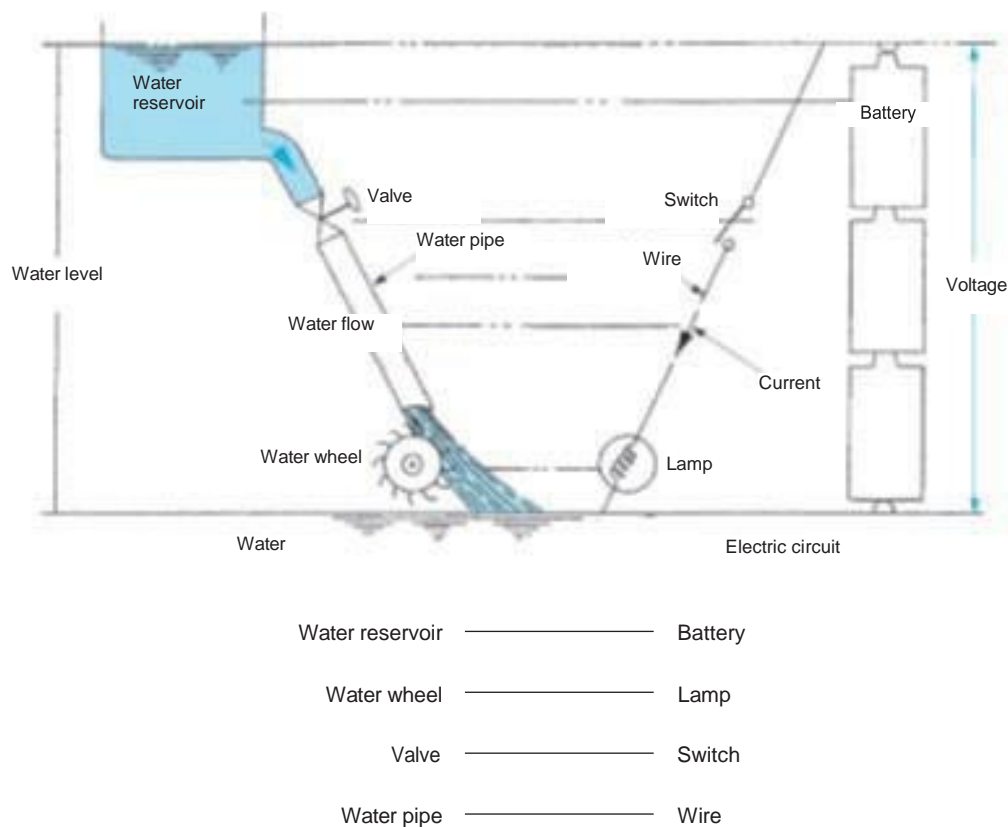 Water
reservoir
Battery
Valve
Switch
Water pipe
Wire
Water level
Voltage
Water flow
Current
Water wheel
Lamp
Water
Electric circuit
Water reservoir Battery
Water wheel Lamp
Valve Switch
Water pipe Wire